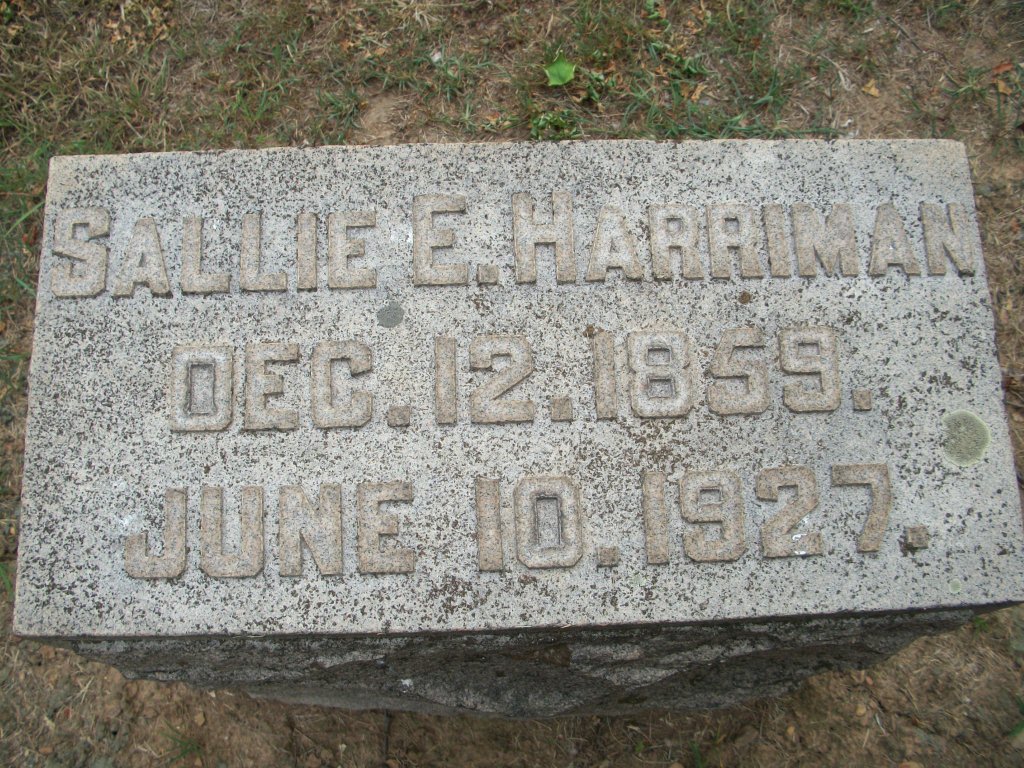 SALLIE E. HARRIMAN
DEC. 12. 1859.
JUNE 10. 1927.